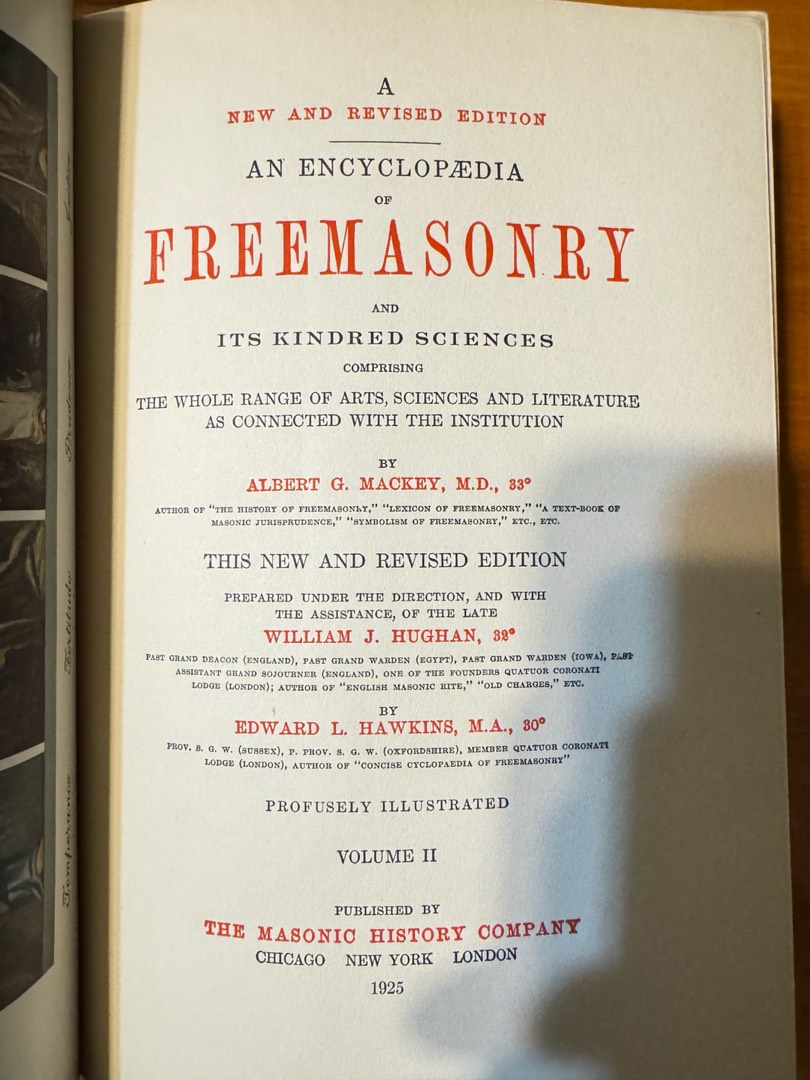 A
NEW AND REVISED EDITION
AN ENCYCLOPÆDIA
OF
FREEMASONRY
AND
ITS KINDRED SCIENCES
COMPRISING
THE WHOLE RANGE OF ARTS, SCIENCES AND LITERATURE
AS CONNECTED WITH THE INSTITUTION
BY
ALBERT G. MACKEY, M.D., 33°
AUTHOR OF "THE HISTORY OF FREEMASONRY," "LEXICON OF FREEMASONRY," "A TEXT-BOOK OF
MASONIC JURISPRUDENCE," "SYMBOLISM OF FREEMASONRY," ETC., ETC.
THIS NEW AND REVISED EDITION
PREPARED UNDER THE DIRECTION, AND WITH
THE ASSISTANCE, OF THE LATE
WILLIAM J. HUGHAN, 32°
PAST GRAND DEACON (ENGLAND), PAST GRAND WARDEN (EGYPT), PAST GRAND WARDEN (IOWA), PAST
ASSISTANT GRAND SOJOURNER (ENGLAND), ONE OF THE FOUNDERS QUATUOR CORONATI
LODGE (LONDON); AUTHOR OF "ENGLISH MASONIC RITE," "OLD CHARGES," ETC.
BY
EDWARD L. HAWKINS, M.A., 30°
PROV. S. G. W. (SUSSEX), P. PROV. S. G. W. (OXFORDSHIRE), MEMBER QUATUOR CORONATI
LODGE (LONDON), AUTHOR OF "CONCISE CYCLOPAEDIA OF FREEMASONRY"
PROFUSELY ILLUSTRATED
VOLUME II
PUBLISHED BY
THE MASONIC HISTORY COMPANY
CHICAGO NEW YORK LONDON
1925
Justice
Prudence
Fortitude
Temperance